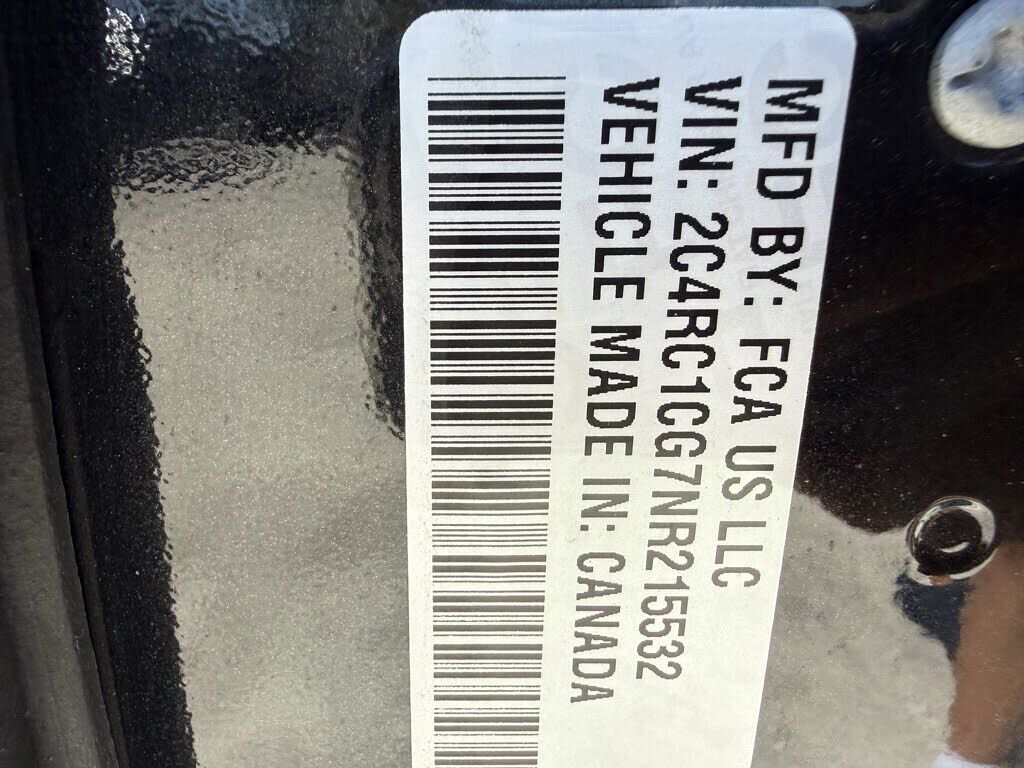 MFD BY: FCA US LLC
VIN: 2C4RC1CG7NR215532
VEHICLE MADE IN: CANADA